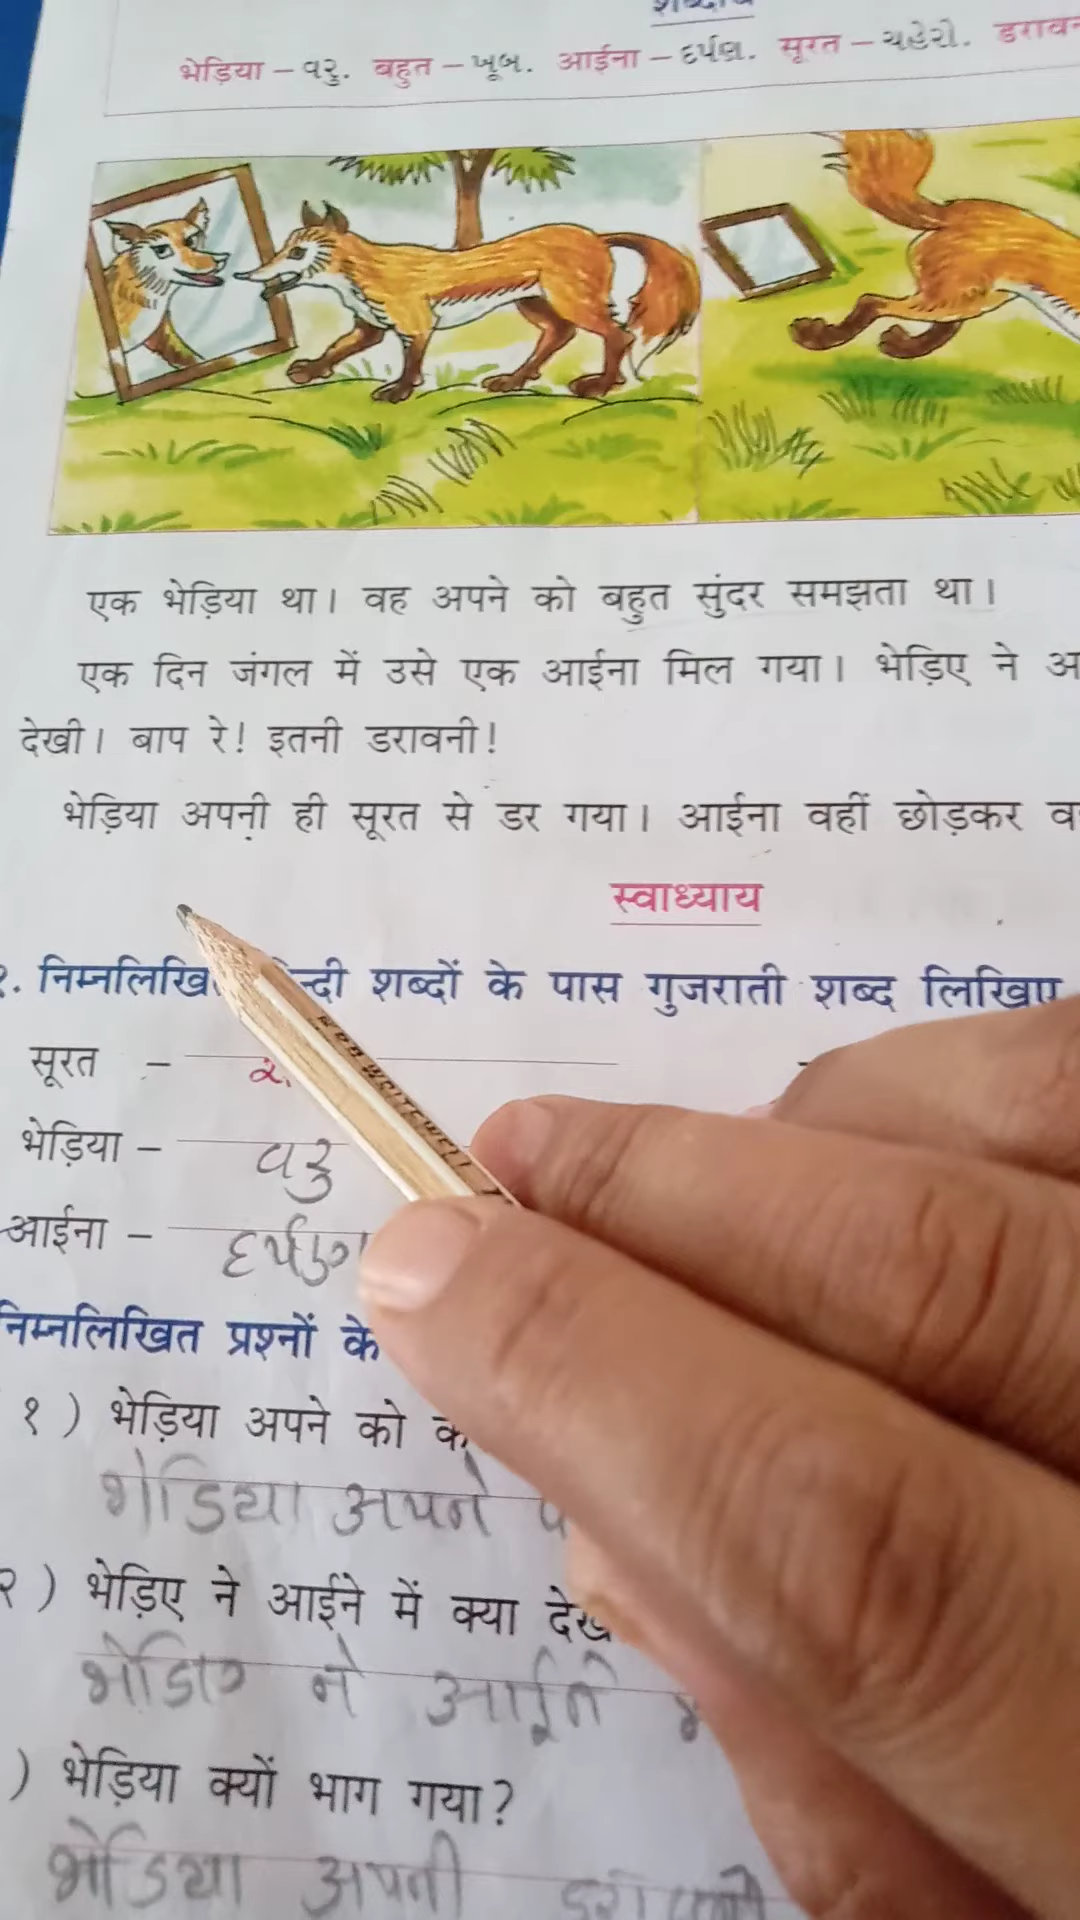 शब्दार्थ
भेड़िया – વરુ. बहुत – ખૂબ. आईना – દર્પણ. सूरत – ચહેરો.
एक भेड़िया था। वह अपने को बहुत सुंदर समझता था।
एक दिन जंगल में उसे एक आईना मिल गया। भेड़िए ने
देखी। बाप रे! इतनी डरावनी!
भेड़िया अपनी ही सूरत से डर गया। आईना वहीं छोड़कर
स्वाध्याय
निम्नलिखि न्दी शब्दों के पास गुजराती शब्द लिखिए
सूरत –
भेड़िया – વરુ
आईना – દર્પણ
निम्नलिखित प्रश्नों के
१) भेड़िया अपने को
भेडिया अपने
२) भेड़िए ने आईने में क्या
भेडिए ने आईने
) भेड़िया क्यों भाग गया?
भेडिया अपनी